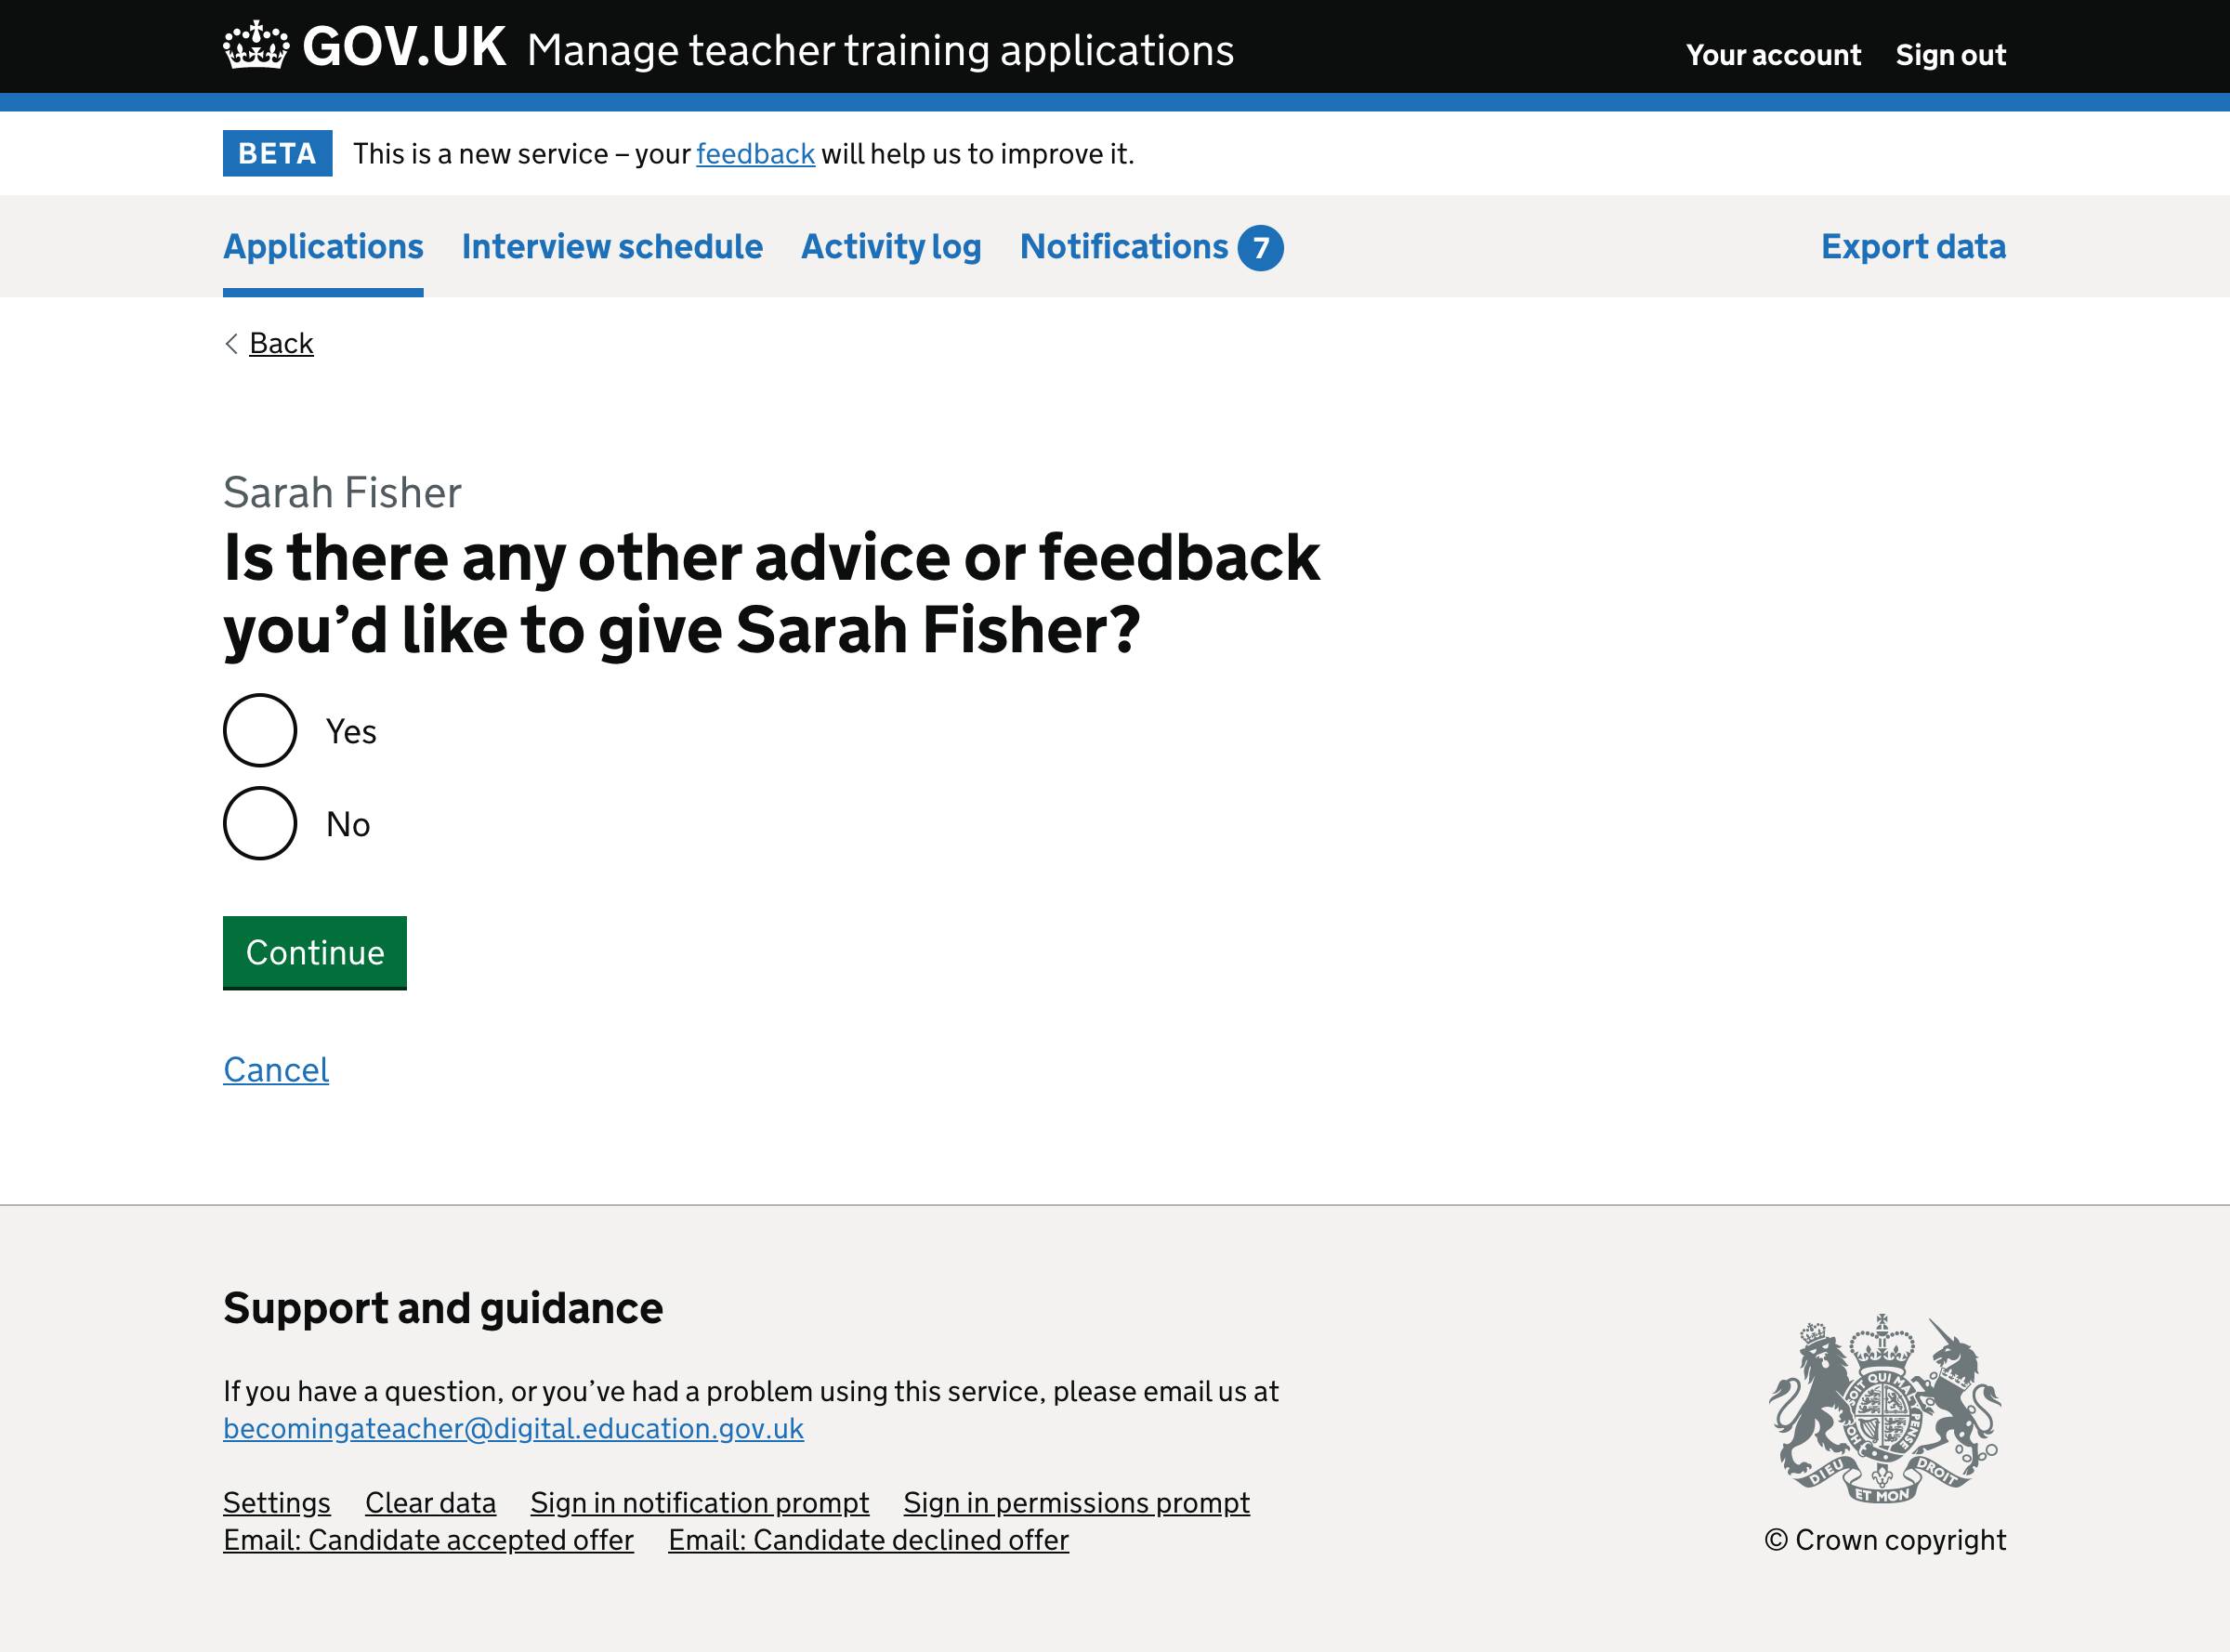 GOV.UK Manage teacher training applications
Your account Sign out
BETA This is a new service – your feedback will help us to improve it.
Applications Interview schedule Activity log Notifications 7 Export data
Back
Sarah Fisher
Is there any other advice or feedback
you’d like to give Sarah Fisher?
Yes
No
Continue
Cancel
Support and guidance
If you have a question, or you’ve had a problem using this service, please email us at
becomingateacher@digital.education.gov.uk
Settings Clear data Sign in notification prompt Sign in permissions prompt
Email: Candidate accepted offer Email: Candidate declined offer
HONI SOIT QUI MAL Y PENSE
DIEU ET MON DROIT
© Crown copyright